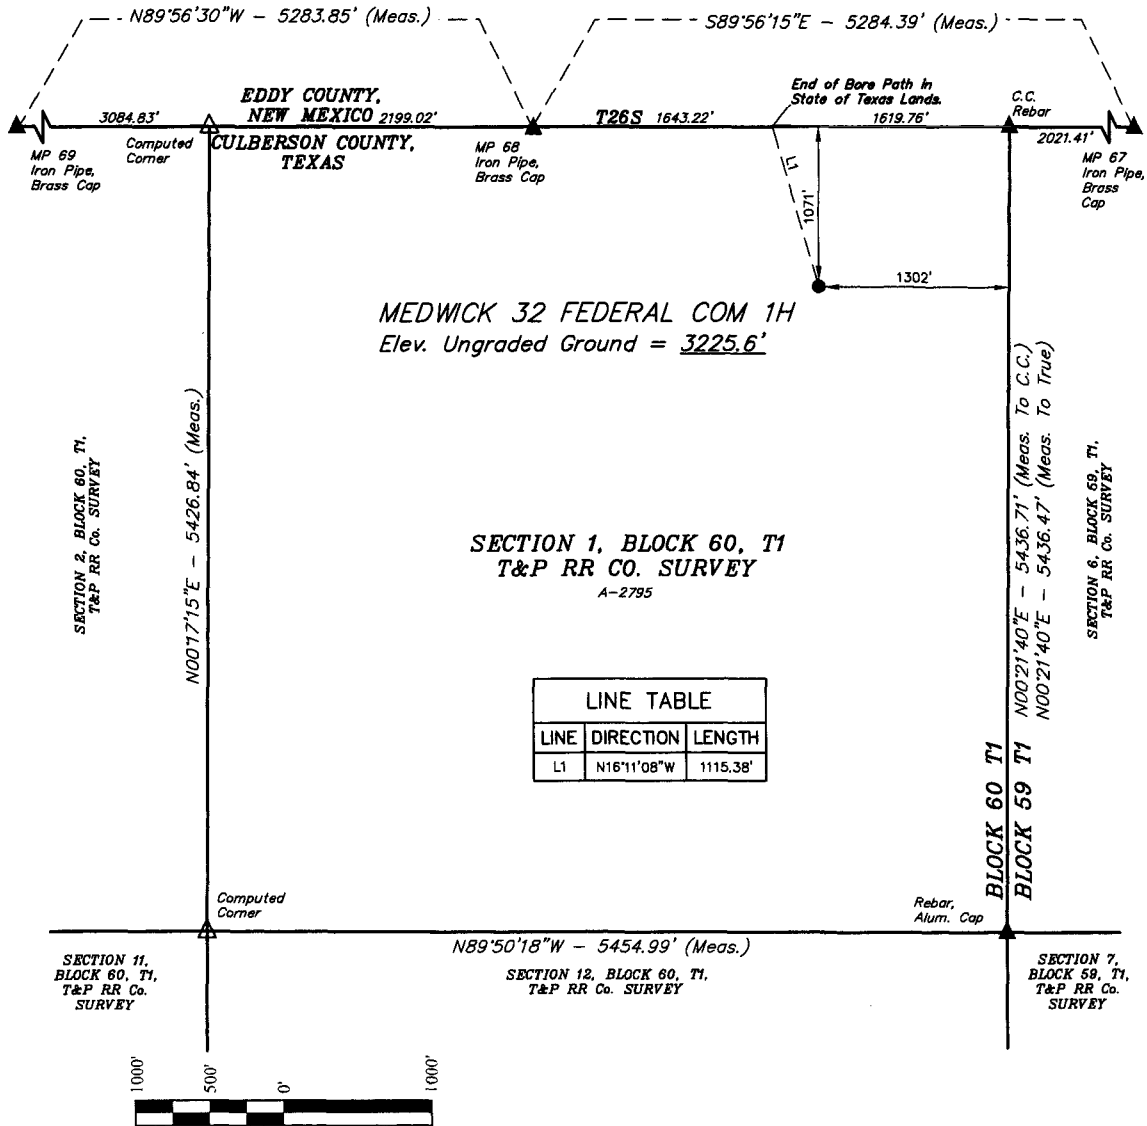 N89°56'30"W - 5283.85' (Meas.)
S89°56'15"E - 5284.39' (Meas.)
End of Bore Path in
State of Texas Lands.
C.C.
Rebar
EDDY COUNTY,
NEW MEXICO
3084.83'
2199.02'
T26S
1643.22'
1619.76'
2021.41'
MP 69
Iron Pipe,
Brass Cap
Computed
Corner
CULBERSON COUNTY,
TEXAS
MP 68
Iron Pipe,
Brass Cap
MP 67
Iron Pipe,
Brass
Cap
L1
1071'
1302'
MEDWICK 32 FEDERAL COM 1H
Elev. Ungraded Ground = 3225.6'
SECTION 2, BLOCK 60, T1,
T&P RR Co. SURVEY
N00°17'15"E - 5426.84' (Meas.)
SECTION 1, BLOCK 60, T1
T&P RR CO. SURVEY
A-2795
N00°21'40"E - 5436.71' (Meas. To C.C.)
N00°21'40"E - 5436.47' (Meas. To True)
SECTION 6, BLOCK 59, T1,
T&P RR Co. SURVEY
LINE TABLE
LINE DIRECTION LENGTH
L1 N16°11'08"W 1115.38'
BLOCK 60 T1
BLOCK 59 T1
Computed
Corner
Rebar,
Alum. Cap
N89°50'18"W - 5454.99' (Meas.)
SECTION 11,
BLOCK 60, T1,
T&P RR Co.
SURVEY
SECTION 12, BLOCK 60, T1,
T&P RR Co. SURVEY
SECTION 7,
BLOCK 59, T1,
T&P RR Co.
SURVEY
1000'
500'
0'
1000'